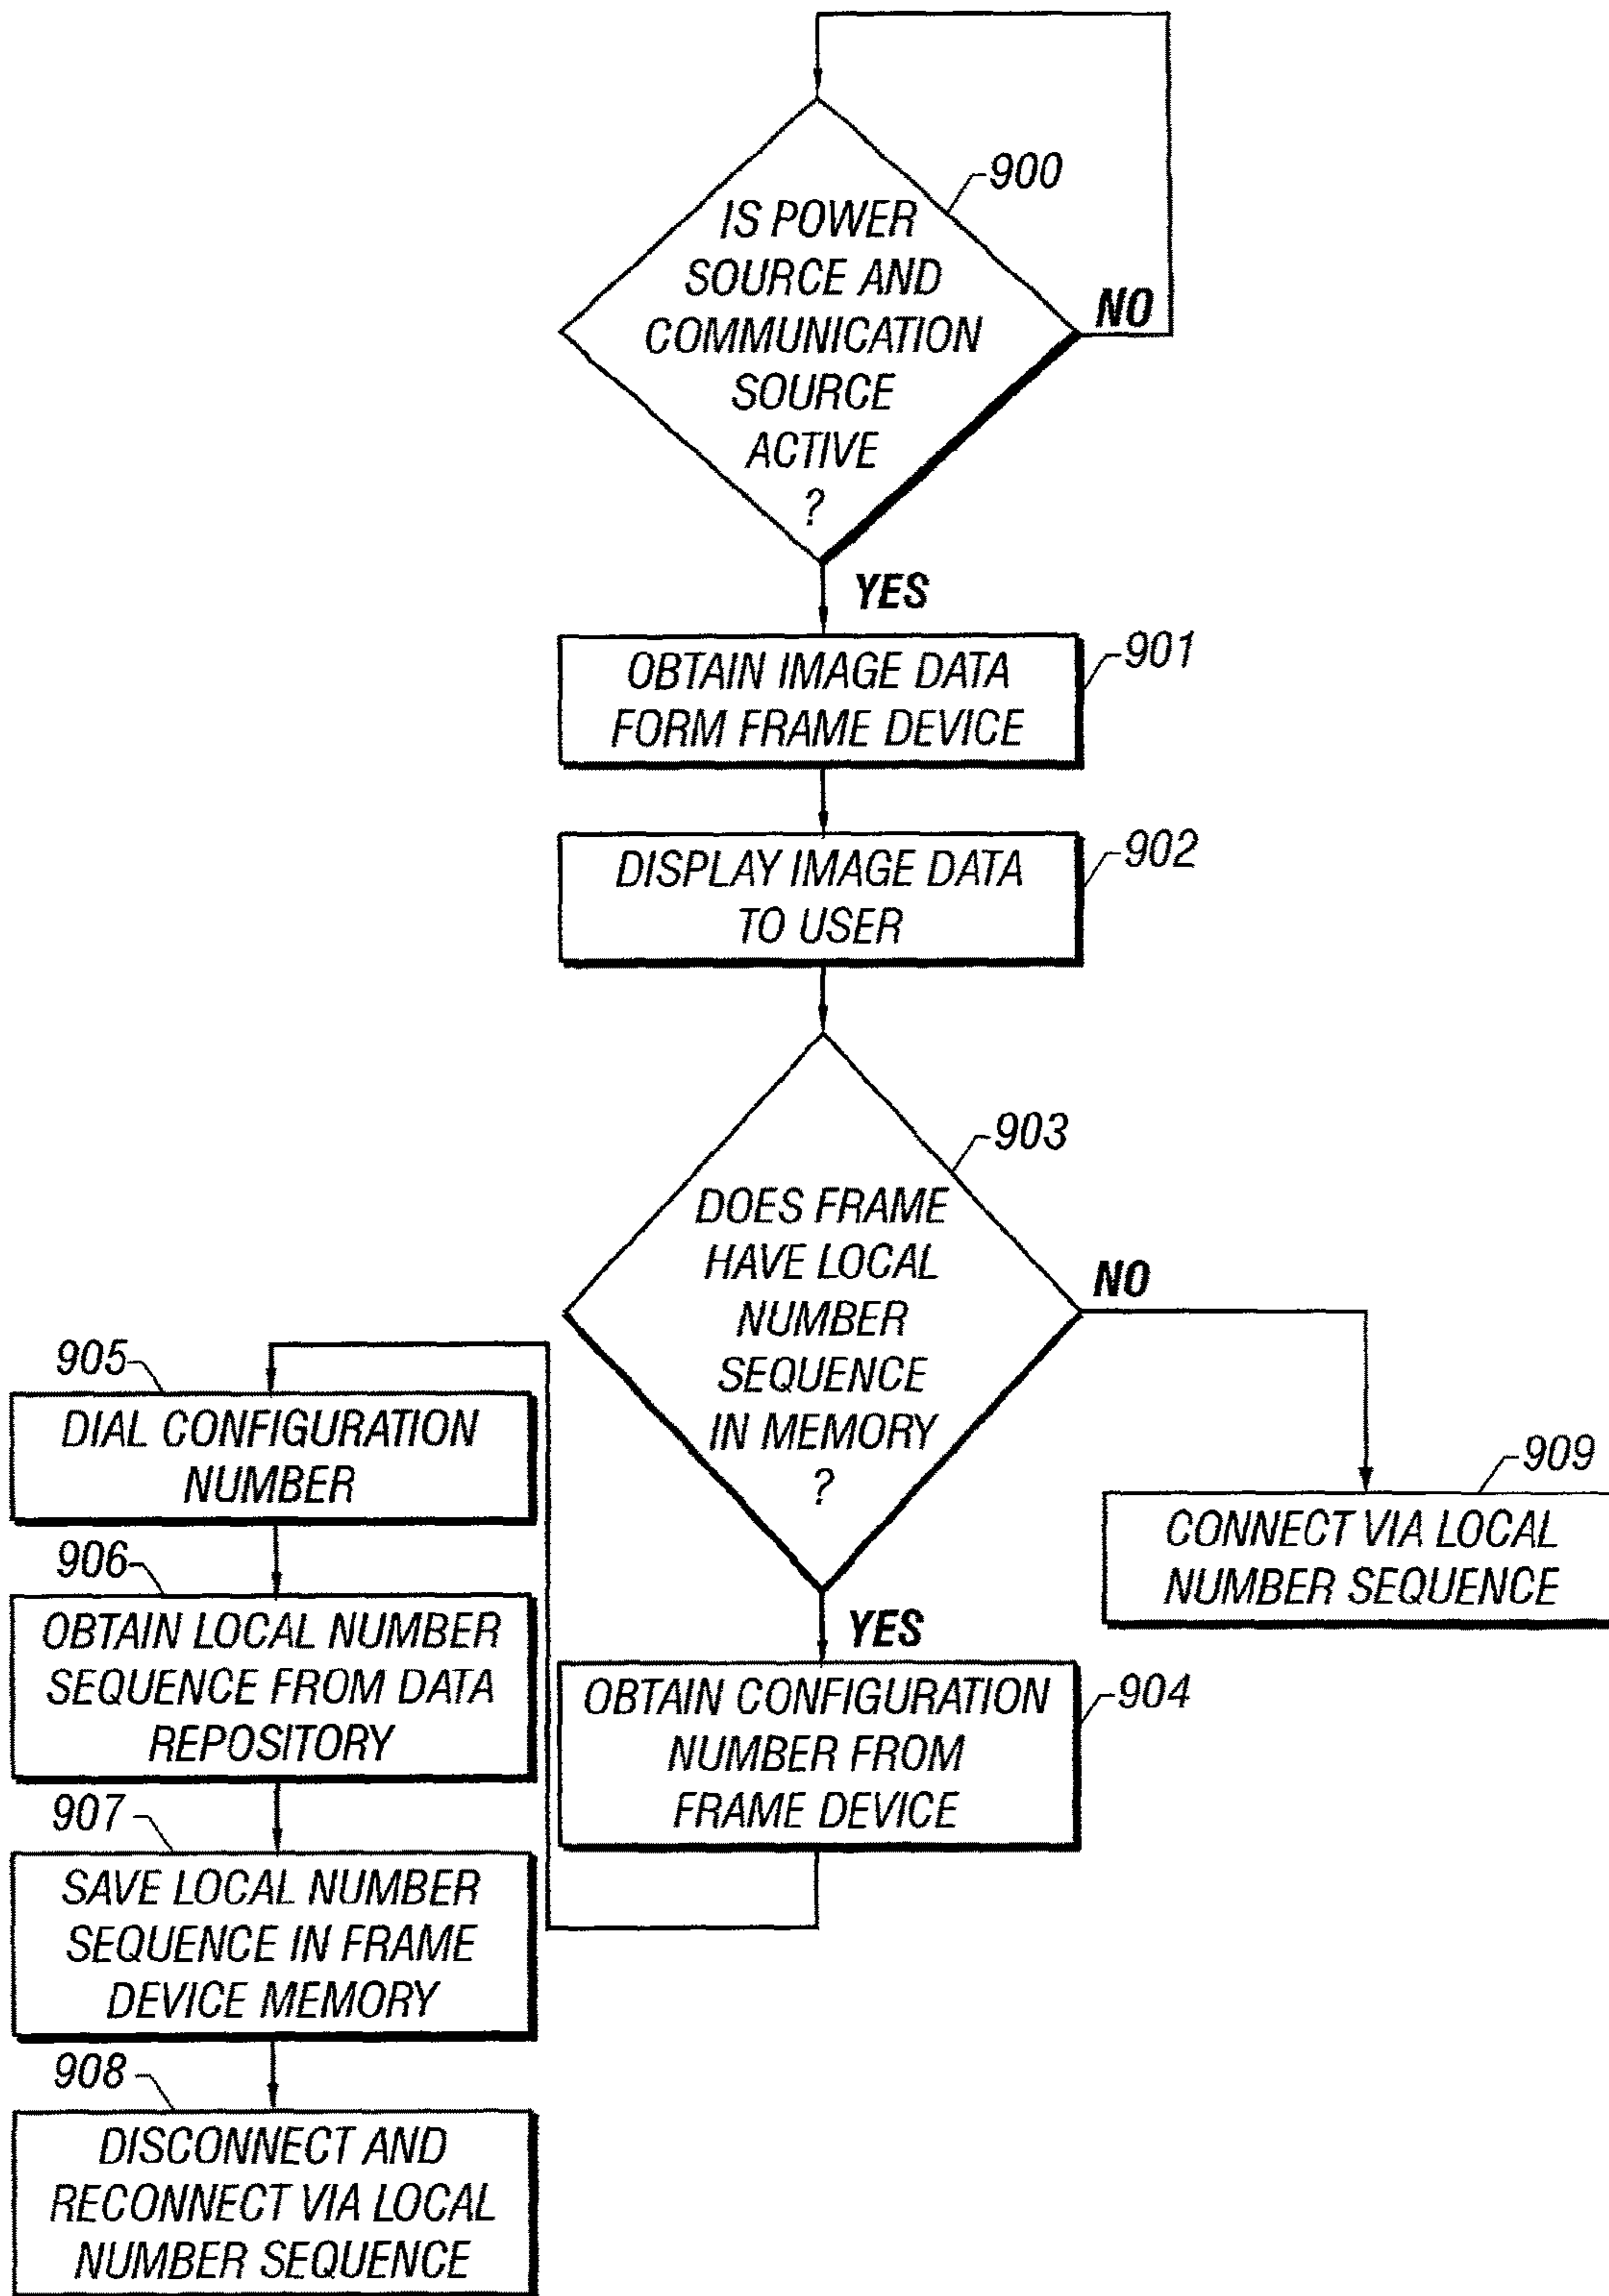 900
IS POWER
SOURCE AND
COMMUNICATION
SOURCE
ACTIVE
?
NO
YES
901
OBTAIN IMAGE DATA
FORM FRAME DEVICE
902
DISPLAY IMAGE DATA
TO USER
903
DOES FRAME
HAVE LOCAL
NUMBER
SEQUENCE
IN MEMORY
?
NO
YES
909
CONNECT VIA LOCAL
NUMBER SEQUENCE
904
OBTAIN CONFIGURATION
NUMBER FROM
FRAME DEVICE
905
DIAL CONFIGURATION
NUMBER
906
OBTAIN LOCAL NUMBER
SEQUENCE FROM DATA
REPOSITORY
907
SAVE LOCAL NUMBER
SEQUENCE IN FRAME
DEVICE MEMORY
908
DISCONNECT AND
RECONNECT VIA LOCAL
NUMBER SEQUENCE